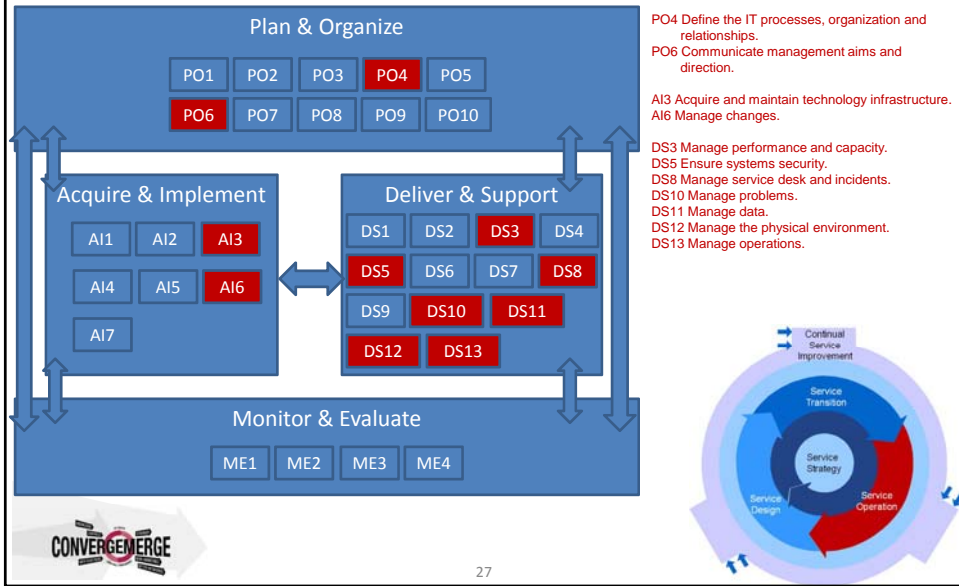 Plan & Organize
PO1 PO2 PO3 PO4 PO5
PO6 PO7 PO8 PO9 PO10
Acquire & Implement
AI1 AI2 AI3
AI4 AI5 AI6
AI7
Deliver & Support
DS1 DS2 DS3 DS4
DS5 DS6 DS7 DS8
DS9 DS10 DS11
DS12 DS13
Monitor & Evaluate
ME1 ME2 ME3 ME4
PO4 Define the IT processes, organization and
relationships.
PO6 Communicate management aims and
direction.
AI3 Acquire and maintain technology infrastructure.
AI6 Manage changes.
DS3 Manage performance and capacity.
DS5 Ensure systems security.
DS8 Manage service desk and incidents.
DS10 Manage problems.
DS11 Manage data.
DS12 Manage the physical environment.
DS13 Manage operations.
Continual
Service
Improvement
Service
Transition
Service
Strategy
Service
Design
Service
Operation
CONVERGEMERGE
27